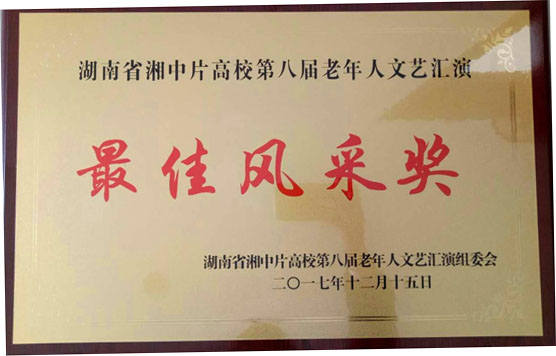 湖南省湘中片高校第八届老年人文艺汇演
最佳风采奖
湖南省湘中片高校第八届老年人文艺汇演组委会
二〇一七年十二月十五日